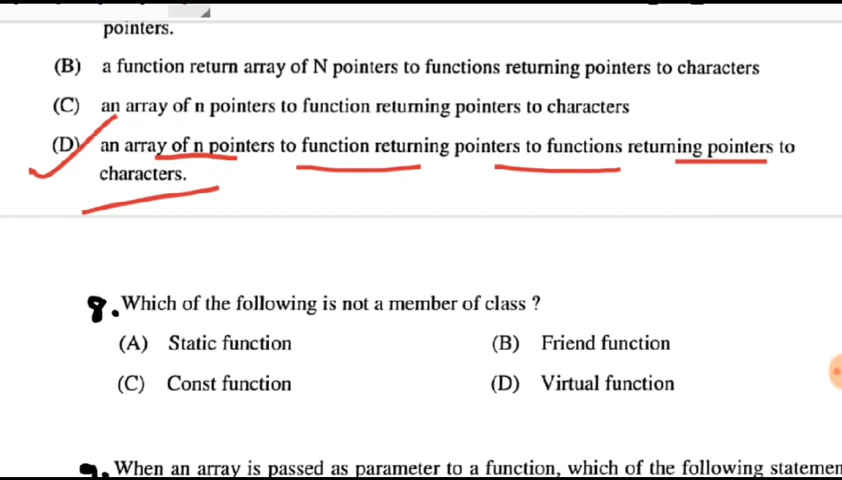 pointers.
(B) a function return array of N pointers to functions returning pointers to characters
(C) an array of n pointers to function returning pointers to characters
(D) an array of n pointers to function returning pointers to functions returning pointers to
characters.
8. Which of the following is not a member of class ?
(A) Static function (B) Friend function
(C) Const function (D) Virtual function
9. When an array is passed as parameter to a function, which of the following statemen